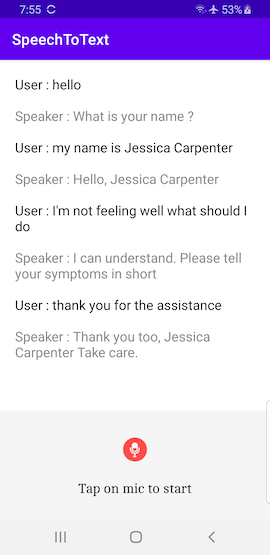 7:55 53%
SpeechToText
User : hello
Speaker : What is your name ?
User : my name is Jessica Carpenter
Speaker : Hello, Jessica Carpenter
User : I'm not feeling well what should I
do
Speaker : I can understand. Please tell
your symptoms in short
User : thank you for the assistance
Speaker : Thank you too, Jessica
Carpenter Take care.
Tap on mic to start